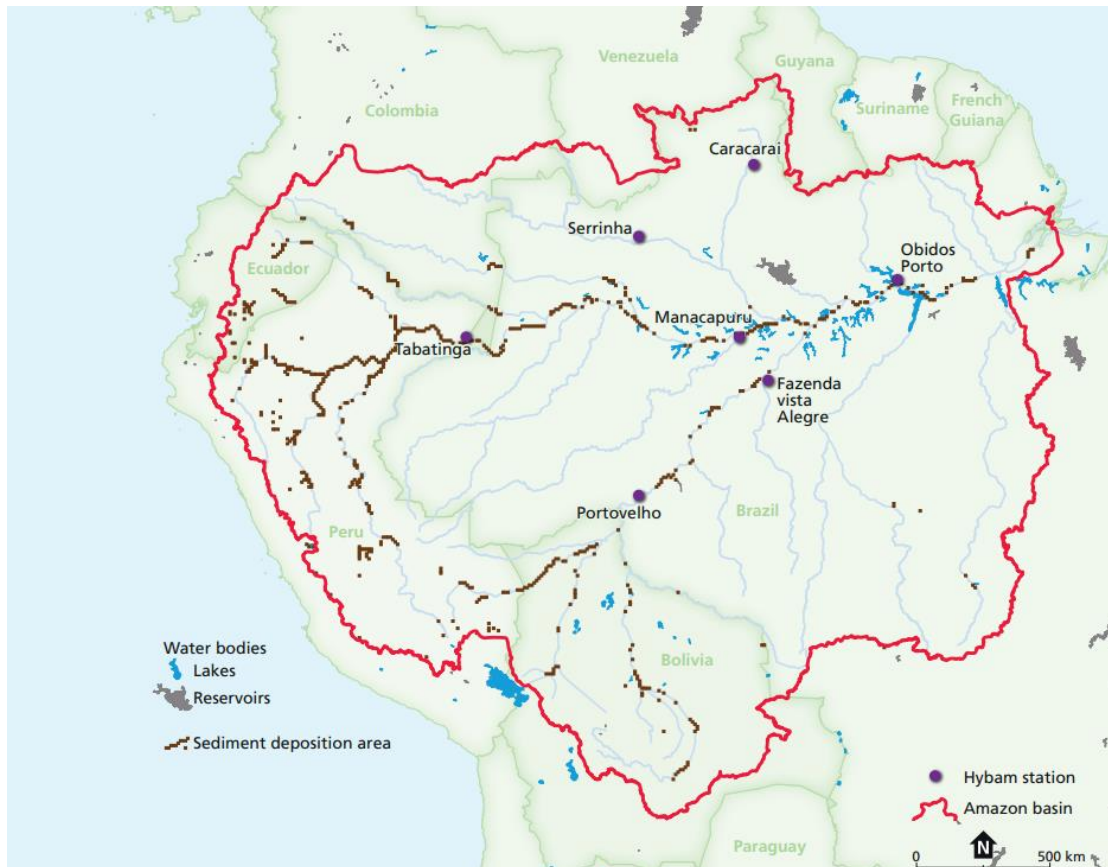 Venezuela
Guyana
Suriname
French
Guiana
Colombia
Caracarai
Serrinha
Obidos
Porto
Ecuador
Manacapuru
Tabatinga
Fazenda
vista
Alegre
Portovelho
Brazil
Peru
Water bodies
Lakes
Reservoirs
Bolivia
Sediment deposition area
Hybam station
Amazon basin
Paraguay
N
0 500 km